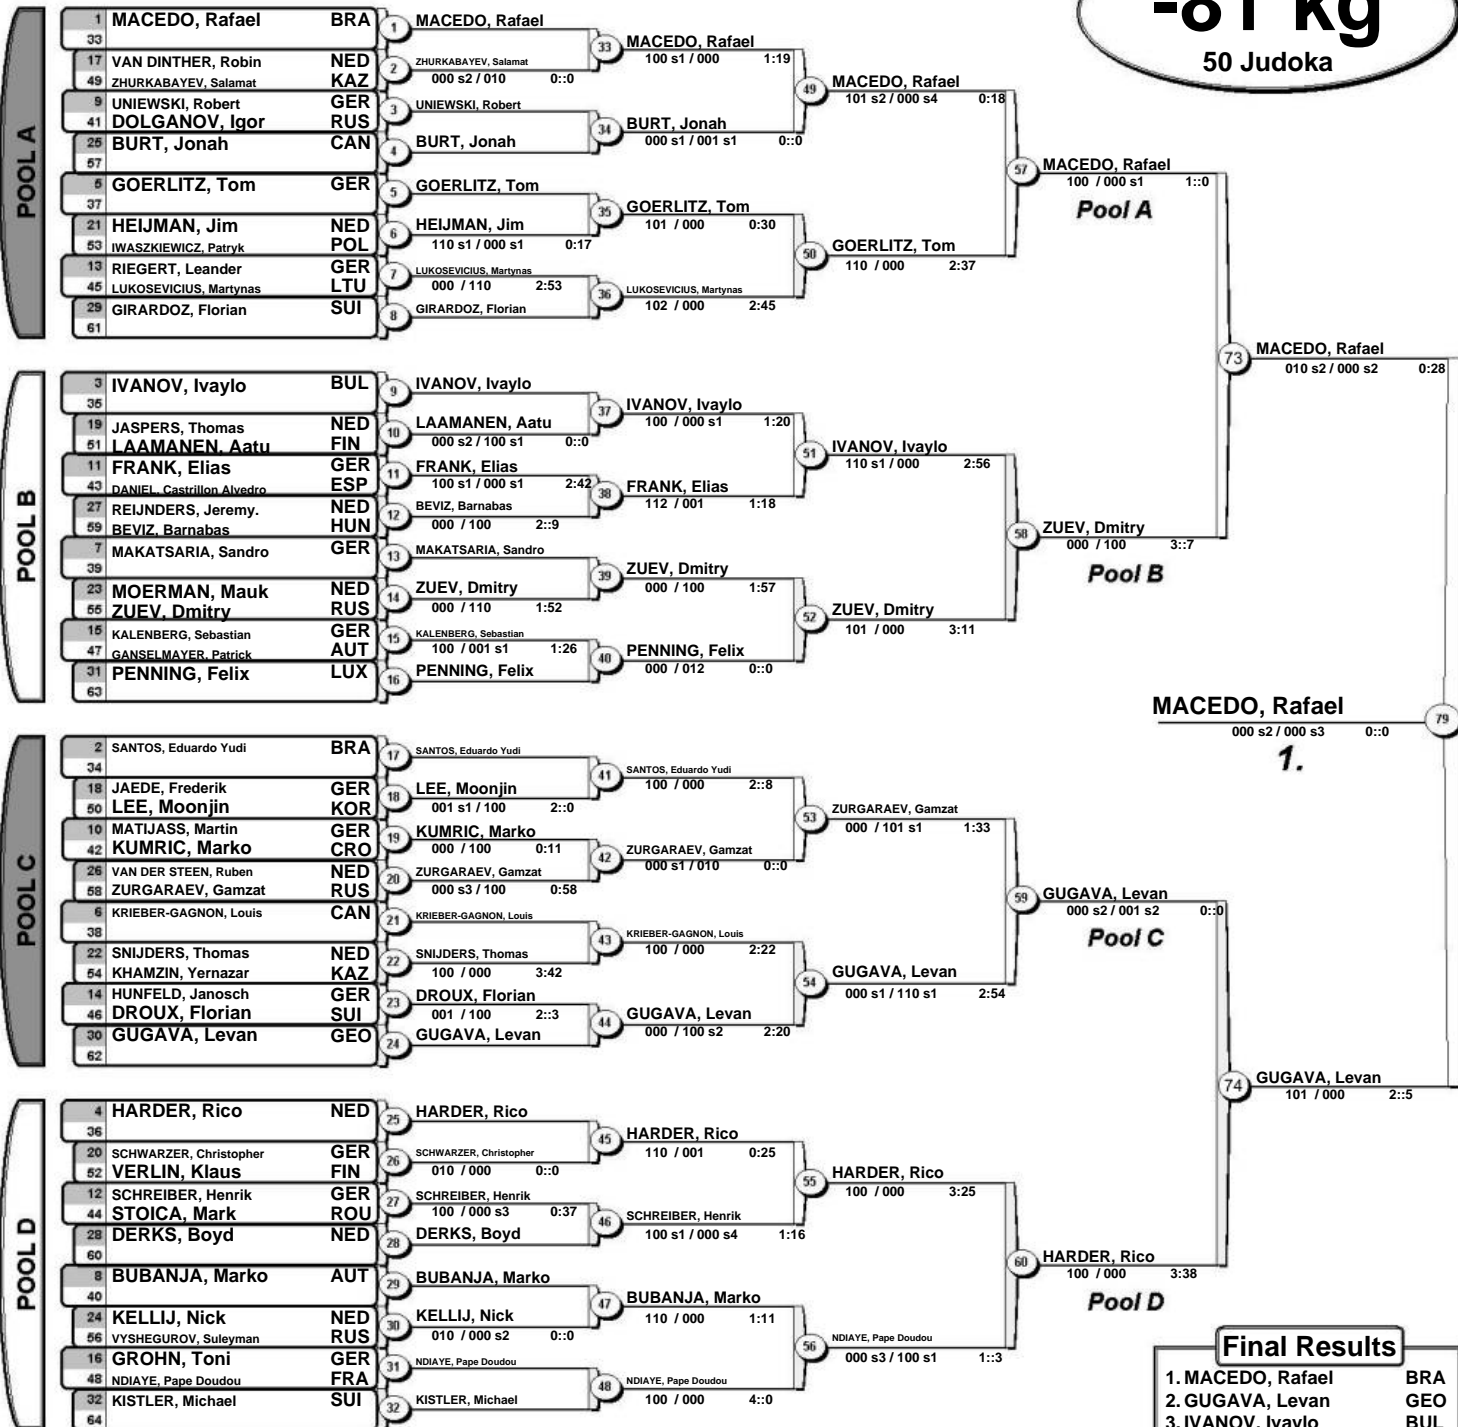 -81 kg
50 Judoka
POOL A
1 MACEDO, Rafael BRA
33
17 VAN DINTHER, Robin NED
49 ZHURKABAYEV, Salamat KAZ
9 UNIEWSKI, Robert GER
41 DOLGANOV, Igor RUS
25 BURT, Jonah CAN
57
5 GOERLITZ, Tom GER
37
21 HEIJMAN, Jim NED
53 IWASZKIEWICZ, Patryk POL
13 RIEGERT, Leander GER
45 LUKOSEVICIUS, Martynas LTU
29 GIRARDOZ, Florian SUI
61
1 MACEDO, Rafael
2 ZHURKABAYEV, Salamat
000 s2 / 010 0::0
3 UNIEWSKI, Robert
4 BURT, Jonah
5 GOERLITZ, Tom
6 HEIJMAN, Jim
110 s1 / 000 s1 0:17
7 LUKOSEVICIUS, Martynas
000 / 110 2:53
8 GIRARDOZ, Florian
33 MACEDO, Rafael
100 s1 / 000 1:19
34 BURT, Jonah
000 s1 / 001 s1 0::0
35 GOERLITZ, Tom
101 / 000 0:30
36 LUKOSEVICIUS, Martynas
102 / 000 2:45
49 MACEDO, Rafael
101 s2 / 000 s4 0:18
50 GOERLITZ, Tom
110 / 000 2:37
57 MACEDO, Rafael
100 / 000 s1 1::0
Pool A
POOL B
3 IVANOV, Ivaylo BUL
35
19 JASPERS, Thomas NED
51 LAAMANEN, Aatu FIN
11 FRANK, Elias GER
43 DANIEL, Castrillon Alvedro ESP
27 REIJNDERS, Jeremy. NED
59 BEVIZ, Barnabas HUN
7 MAKATSARIA, Sandro GER
39
23 MOERMAN, Mauk NED
55 ZUEV, Dmitry RUS
15 KALENBERG, Sebastian GER
47 GANSELMAYER, Patrick AUT
31 PENNING, Felix LUX
63
9 IVANOV, Ivaylo
10 LAAMANEN, Aatu
000 s2 / 100 s1 0::0
11 FRANK, Elias
100 s1 / 000 s1 2:42
12 BEVIZ, Barnabas
000 / 100 2::9
13 MAKATSARIA, Sandro
14 ZUEV, Dmitry
000 / 110 1:52
15 KALENBERG, Sebastian
100 / 001 s1 1:26
16 PENNING, Felix
37 IVANOV, Ivaylo
100 / 000 s1 1:20
38 FRANK, Elias
112 / 001 1:18
39 ZUEV, Dmitry
000 / 100 1:57
40 PENNING, Felix
000 / 012 0::0
51 IVANOV, Ivaylo
110 s1 / 000 2:56
52 ZUEV, Dmitry
101 / 000 3:11
58 ZUEV, Dmitry
000 / 100 3::7
Pool B
73 MACEDO, Rafael
010 s2 / 000 s2 0:28
MACEDO, Rafael 79
000 s2 / 000 s3 0::0
1.
POOL C
2 SANTOS, Eduardo Yudi BRA
34
18 JAEDE, Frederik GER
50 LEE, Moonjin KOR
10 MATIJASS, Martin GER
42 KUMRIC, Marko CRO
26 VAN DER STEEN, Ruben NED
58 ZURGARAEV, Gamzat RUS
6 KRIEBER-GAGNON, Louis CAN
38
22 SNIJDERS, Thomas NED
54 KHAMZIN, Yernazar KAZ
14 HUNFELD, Janosch GER
46 DROUX, Florian SUI
30 GUGAVA, Levan GEO
62
17 SANTOS, Eduardo Yudi
18 LEE, Moonjin
001 s1 / 100 2::0
19 KUMRIC, Marko
000 / 100 0:11
20 ZURGARAEV, Gamzat
000 s3 / 100 0:58
21 KRIEBER-GAGNON, Louis
22 SNIJDERS, Thomas
100 / 000 3:42
23 DROUX, Florian
001 / 100 2::3
24 GUGAVA, Levan
41 SANTOS, Eduardo Yudi
100 / 000 2::8
42 ZURGARAEV, Gamzat
000 s1 / 010 0::0
43 KRIEBER-GAGNON, Louis
100 / 000 2:22
44 GUGAVA, Levan
000 / 100 s2 2:20
53 ZURGARAEV, Gamzat
000 / 101 s1 1:33
54 GUGAVA, Levan
000 s1 / 110 s1 2:54
59 GUGAVA, Levan
000 s2 / 001 s2 0::0
Pool C
POOL D
4 HARDER, Rico NED
36
20 SCHWARZER, Christopher GER
52 VERLIN, Klaus FIN
12 SCHREIBER, Henrik GER
44 STOICA, Mark ROU
28 DERKS, Boyd NED
60
8 BUBANJA, Marko AUT
40
24 KELLIJ, Nick NED
56 VYSHEGUROV, Suleyman RUS
16 GROHN, Toni GER
48 NDIAYE, Pape Doudou FRA
32 KISTLER, Michael SUI
64
25 HARDER, Rico
26 SCHWARZER, Christopher
010 / 000 0::0
27 SCHREIBER, Henrik
100 / 000 s3 0:37
28 DERKS, Boyd
29 BUBANJA, Marko
30 KELLIJ, Nick
010 / 000 s2 0::0
31 NDIAYE, Pape Doudou
32 KISTLER, Michael
45 HARDER, Rico
110 / 001 0:25
46 SCHREIBER, Henrik
100 s1 / 000 s4 1:16
47 BUBANJA, Marko
110 / 000 1:11
48 NDIAYE, Pape Doudou
100 / 000 4::0
55 HARDER, Rico
100 / 000 3:25
56 NDIAYE, Pape Doudou
000 s3 / 100 s1 1::3
60 HARDER, Rico
100 / 000 3:38
Pool D
74 GUGAVA, Levan
101 / 000 2::5
Final Results
1. MACEDO, Rafael BRA
2. GUGAVA, Levan GEO
3. IVANOV, Ivaylo BUL